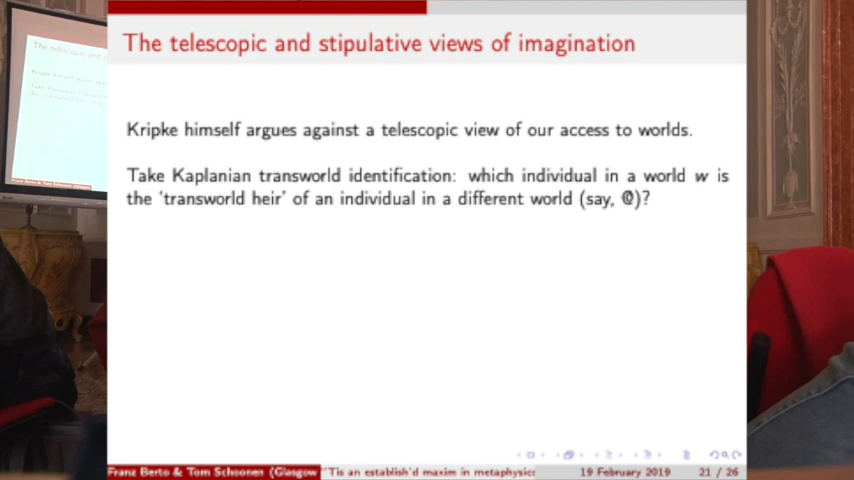 The telescopic and stipulative views of imagination
Kripke himself argues against a telescopic view of our access to worlds.
Take Kaplanian transworld identification: which individual in a world w is
the ‘transworld heir’ of an individual in a different world (say, @)?
Franz Berto & Tom Schoonen (Glasgow "Tis an establish'd maxim in metaphysics 19 February 2019 21 / 26